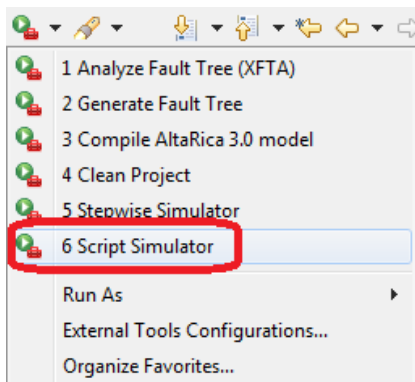 1 Analyze Fault Tree (XFTA)
2 Generate Fault Tree
3 Compile AltaRica 3.0 model
4 Clean Project
5 Stepwise Simulator
6 Script Simulator
Run As
External Tools Configurations...
Organize Favorites...